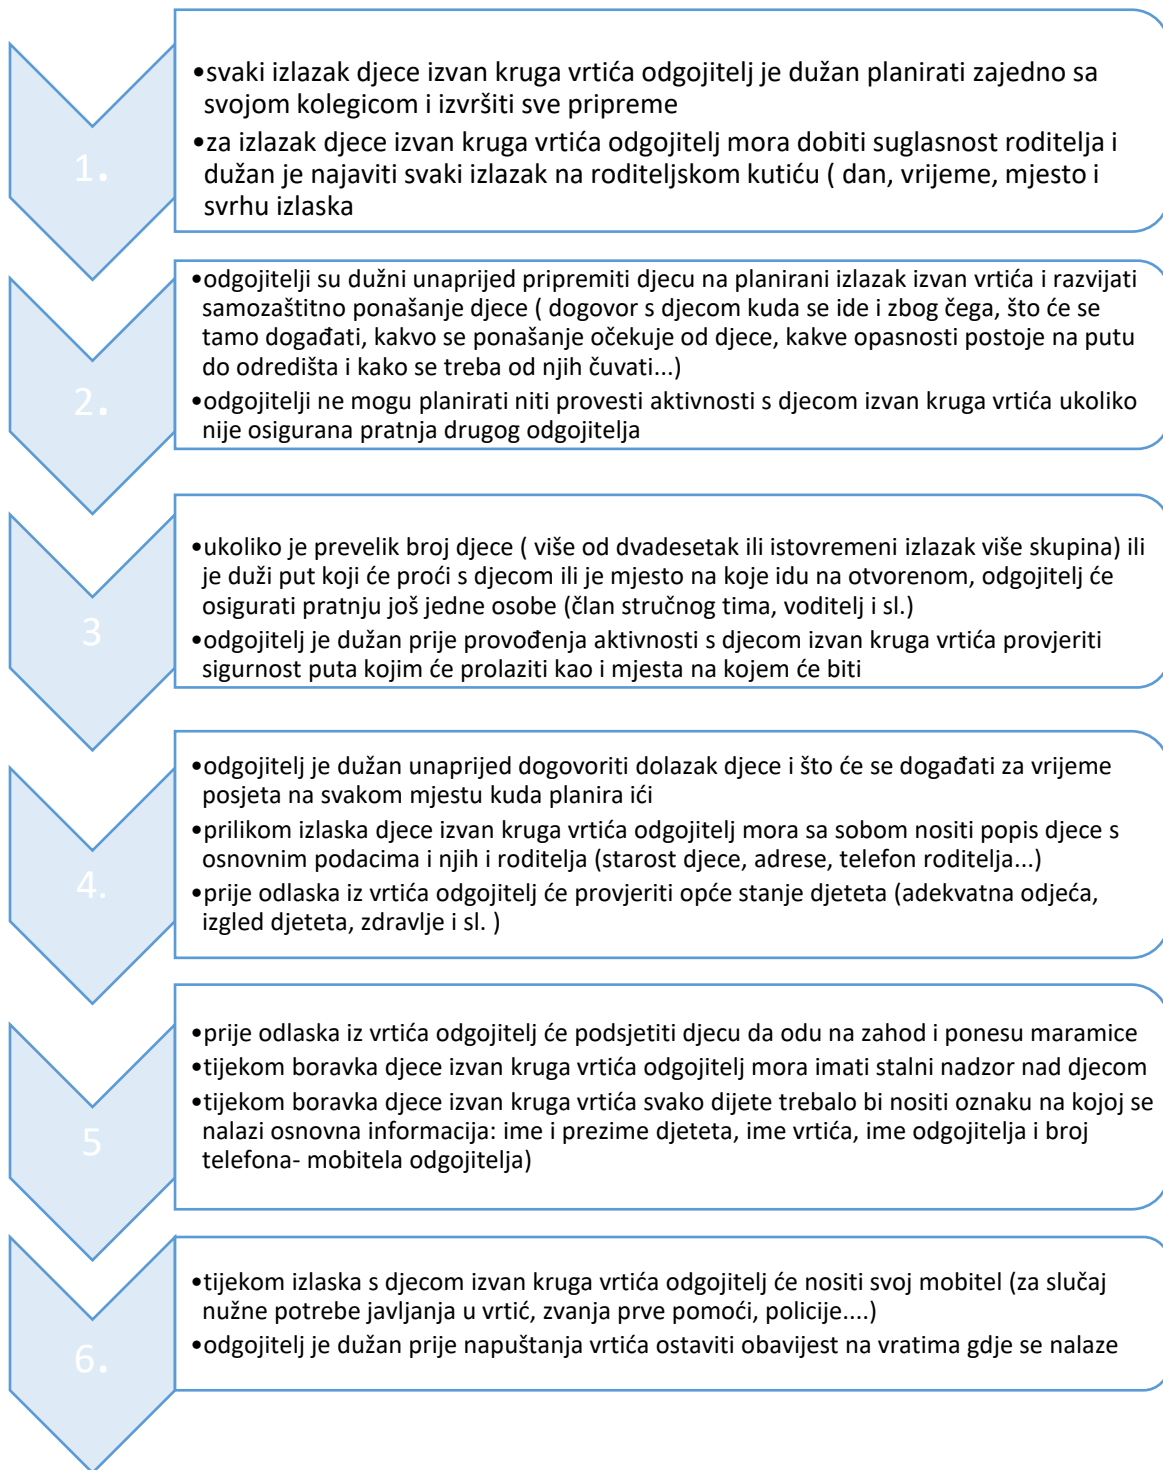 1.
•svaki izlazak djece izvan kruga vrtića odgojitelj je dužan planirati zajedno sa
svojom kolegicom i izvršiti sve pripreme
•za izlazak djece izvan kruga vrtića odgojitelj mora dobiti suglasnost roditelja i
dužan je najaviti svaki izlazak na roditeljskom kutiću ( dan, vrijeme, mjesto i
svrhu izlaska
2.
•odgojitelji su dužni unaprijed pripremiti djecu na planirani izlazak izvan vrtića i razvijati
samozaštitno ponašanje djece ( dogovor s djecom kuda se ide i zbog čega, što će se
tamo događati, kakvo se ponašanje očekuje od djece, kakve opasnosti postoje na putu
do odredišta i kako se treba od njih čuvati...)
•odgojitelji ne mogu planirati niti provesti aktivnosti s djecom izvan kruga vrtića ukoliko
nije osigurana pratnja drugog odgojitelja
3
•ukoliko je prevelik broj djece ( više od dvadesetak ili istovremeni izlazak više skupina) ili
je duži put koji će proći s djecom ili je mjesto na koje idu na otvorenom, odgojitelj će
osigurati pratnju još jedne osobe (član stručnog tima, voditelj i sl.)
•odgojitelj je dužan prije provođenja aktivnosti s djecom izvan kruga vrtića provjeriti
sigurnost puta kojim će prolaziti kao i mjesta na kojem će biti
4.
•odgojitelj je dužan unaprijed dogovoriti dolazak djece i što će se događati za vrijeme
posjeta na svakom mjestu kuda planira ići
•prilikom izlaska djece izvan kruga vrtića odgojitelj mora sa sobom nositi popis djece s
osnovnim podacima i njih i roditelja (starost djece, adrese, telefon roditelja...)
•prije odlaska iz vrtića odgojitelj će provjeriti opće stanje djeteta (adekvatna odjeća,
izgled djeteta, zdravlje i sl. )
5
•prije odlaska iz vrtića odgojitelj će podsjetiti djecu da odu na zahod i ponesu maramice
•tijekom boravka djece izvan kruga vrtića odgojitelj mora imati stalni nadzor nad djecom
•tijekom boravka djece izvan kruga vrtića svako dijete trebalo bi nositi oznaku na kojoj se
nalazi osnovna informacija: ime i prezime djeteta, ime vrtića, ime odgojitelja i broj
telefona- mobitela odgojitelja)
6.
•tijekom izlaska s djecom izvan kruga vrtića odgojitelj će nositi svoj mobitel (za slučaj
nužne potrebe javljanja u vrtić, zvanja prve pomoći, policije....)
•odgojitelj je dužan prije napuštanja vrtića ostaviti obavijest na vratima gdje se nalaze